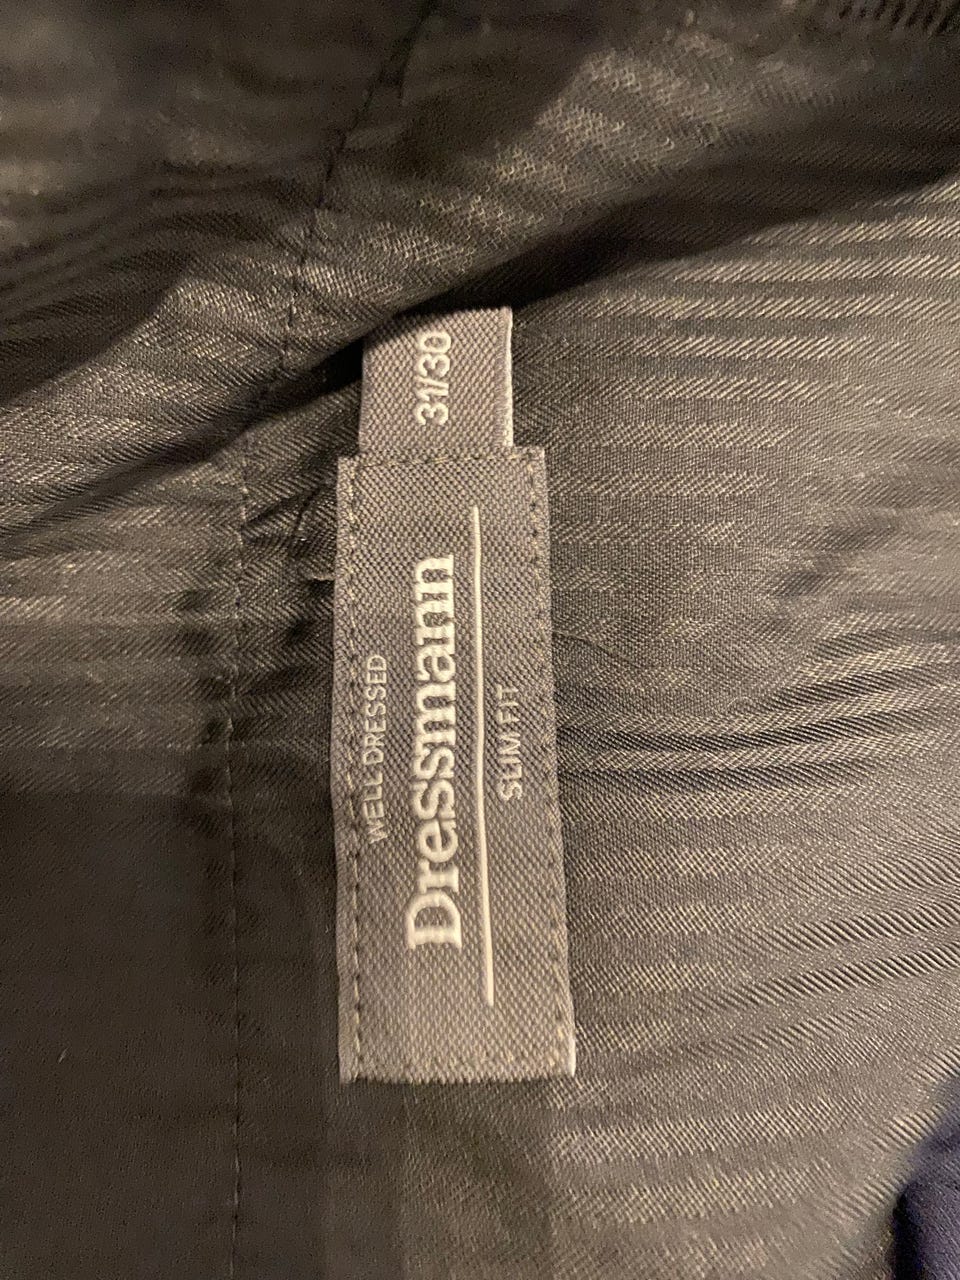 WELL DRESSED
Dressmann
SLIM FIT
31/30